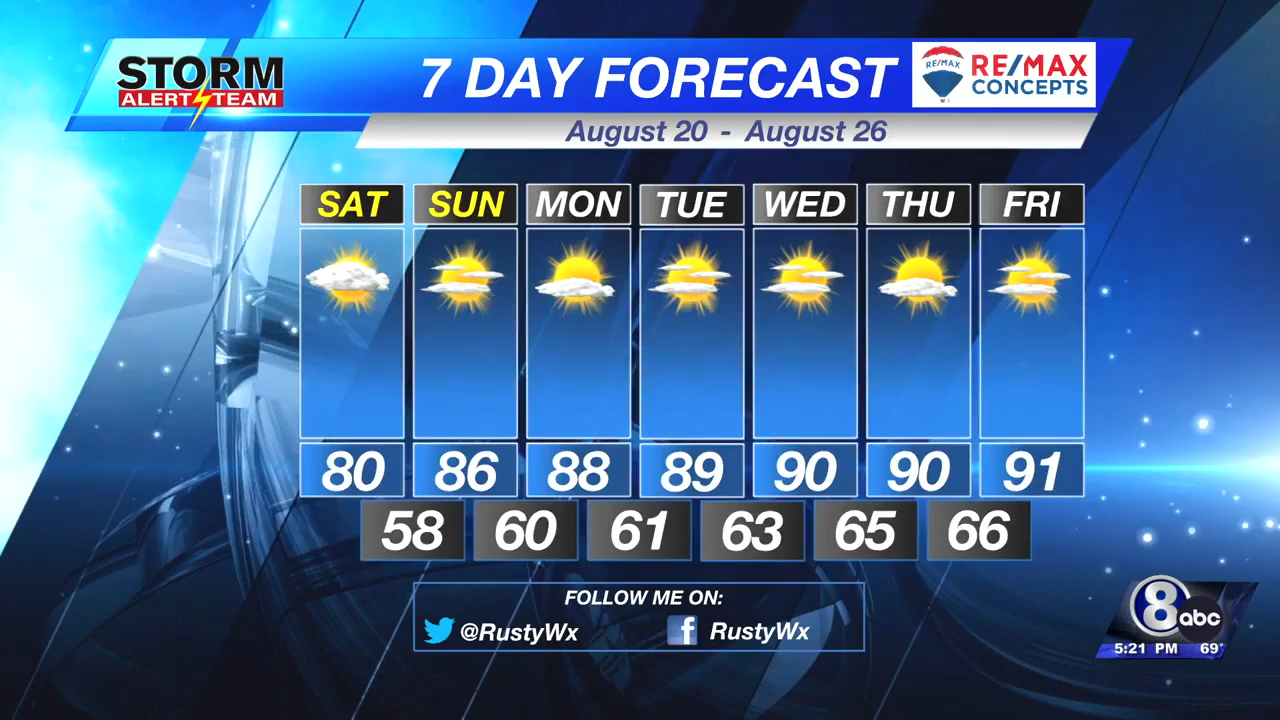 STORM
ALERT TEAM
7 DAY FORECAST
RE/MAX
RE/MAX
CONCEPTS
August 20 - August 26
SAT SUN MON TUE WED THU FRI
80 86 88 89 90 90 91
58 60 61 63 65 66
FOLLOW ME ON:
@RustyWx RustyWx
8 abc
5:21 PM 69°